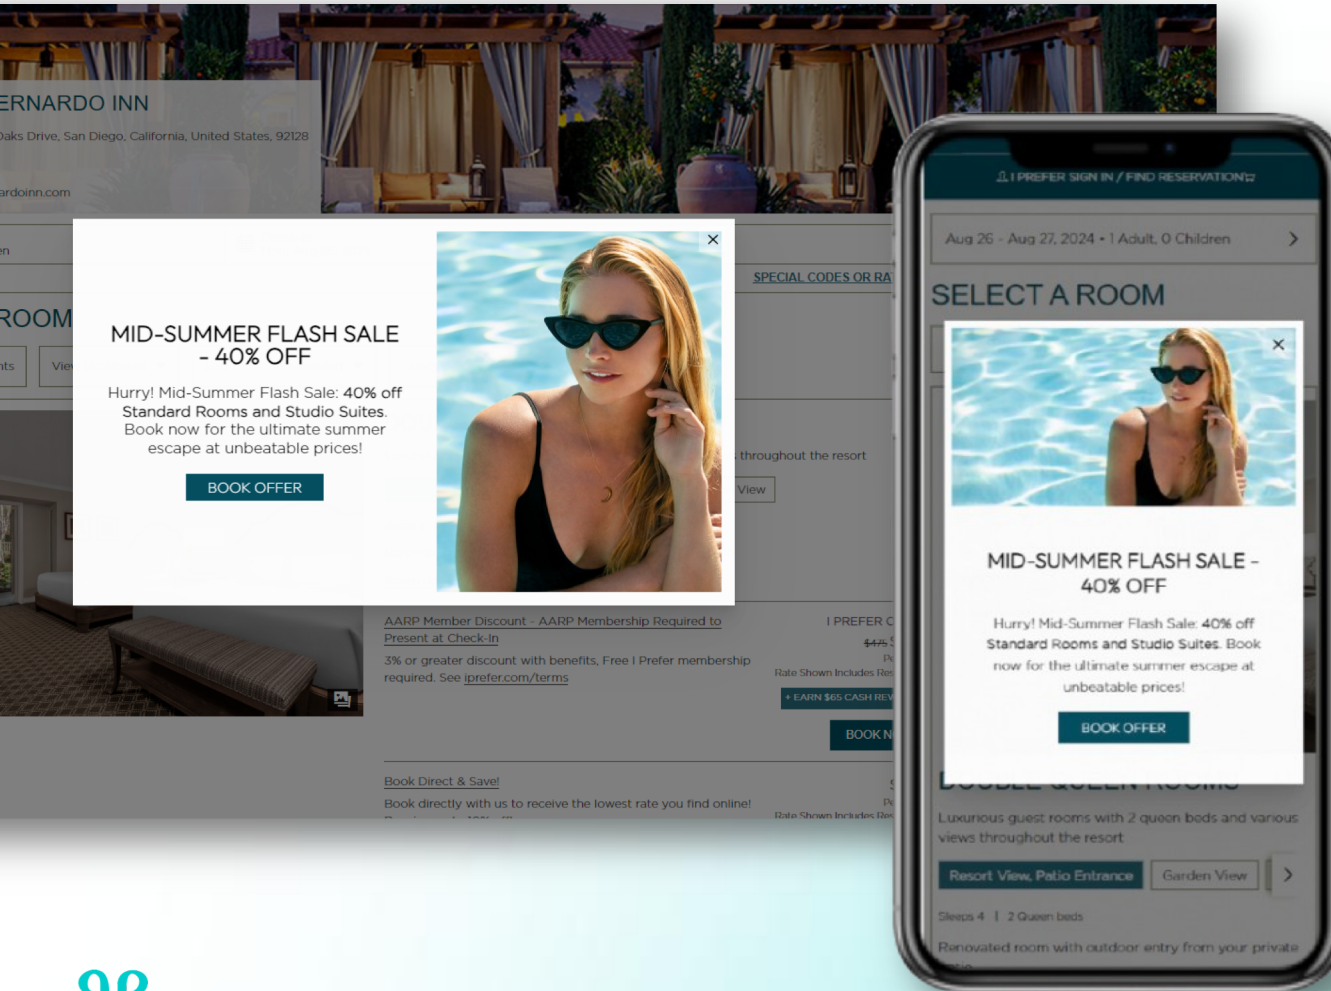 ERNARDO INN
Oaks Drive, San Diego, California, United States, 92128
ardoinn.com
SPECIAL CODES OR
ROOM
MID-SUMMER FLASH SALE
- 40% OFF
Hurry! Mid-Summer Flash Sale: 40% off
Standard Rooms and Studio Suites.
Book now for the ultimate summer
escape at unbeatable prices!
BOOK OFFER
throughout the resort
View
AARP Member Discount - AARP Membership Required to
Present at Check-In
3% or greater discount with benefits, Free I Prefer membership
required. See iprefer.com/terms
I PREFER
$475
Rate Shown Includes
+ EARN $65 CASH
BOOK
Book Direct & Save!
Book directly with us to receive the lowest rate you find online!
Rate Shown Includes
I PREFER SIGN IN / FIND RESERVATION
Aug 26 - Aug 27, 2024 • 1 Adult, 0 Children
SELECT A ROOM
MID-SUMMER FLASH SALE -
40% OFF
Hurry! Mid-Summer Flash Sale: 40% off
Standard Rooms and Studio Suites. Book
now for the ultimate summer escape at
unbeatable prices!
BOOK OFFER
DOUBLE QUEEN ROOMS
Luxurious guest rooms with 2 queen beds and various
views throughout the resort
Resort View, Patio Entrance
Garden View
Sleeps 4 | 2 Queen beds
Renovated room with outdoor entry from your private